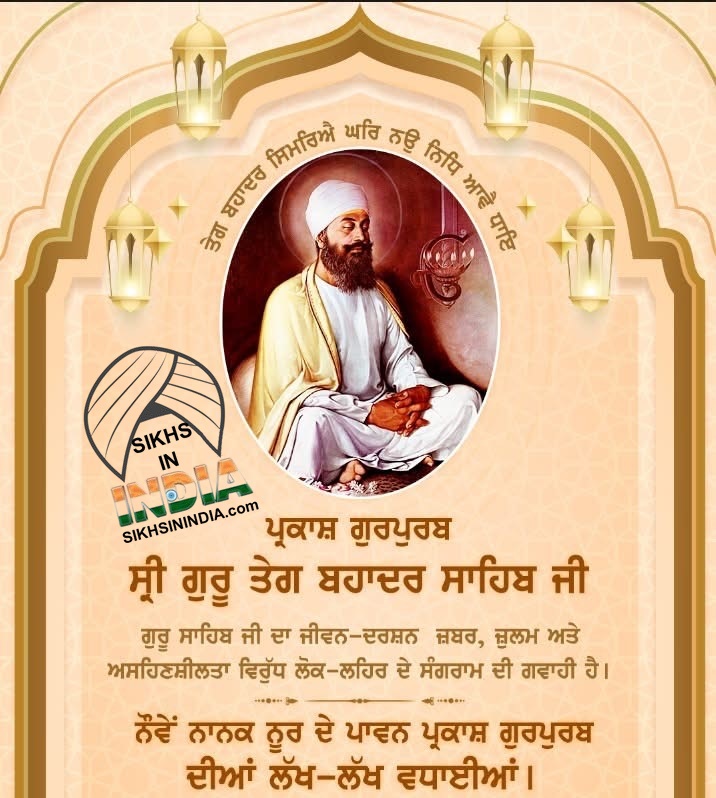 ਤੇਗ ਬਹਾਦਰ ਸਿਮਰਿਐ ਘਰਿ ਨਉ ਨਿਧਿ ਆਵੈ ਧਾਇ
SIKHS
IN
INDIA
SIKHSININDIA.com
ਪ੍ਰਕਾਸ਼ ਗੁਰਪੁਰਬ
ਸ੍ਰੀ ਗੁਰੂ ਤੇਗ ਬਹਾਦਰ ਸਾਹਿਬ ਜੀ
ਗੁਰੂ ਸਾਹਿਬ ਜੀ ਦਾ ਜੀਵਨ-ਦਰਸ਼ਨ ਜ਼ਬਰ, ਜ਼ੁਲਮ ਅਤੇ
ਅਸਹਿਣਸ਼ੀਲਤਾ ਵਿਰੁੱਧ ਲੋਕ-ਲਹਿਰ ਦੇ ਸੰਗਰਾਮ ਦੀ ਗਵਾਹੀ ਹੈ।
ਨੌਵੇਂ ਨਾਨਕ ਨੂਰ ਦੇ ਪਾਵਨ ਪ੍ਰਕਾਸ਼ ਗੁਰਪੁਰਬ
ਦੀਆਂ ਲੱਖ-ਲੱਖ ਵਧਾਈਆਂ।